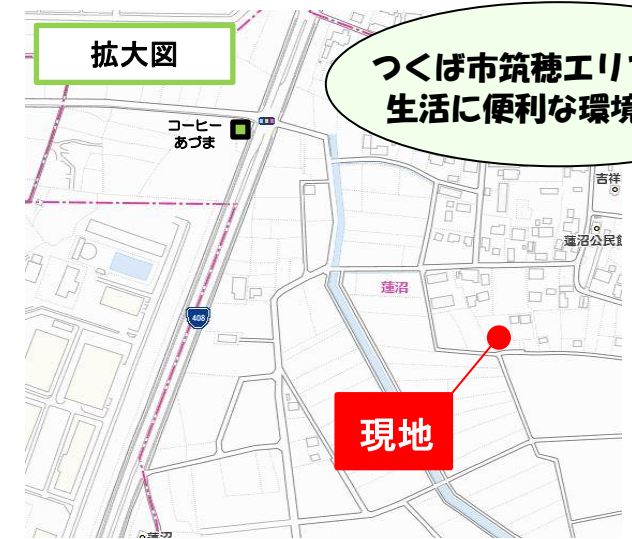 拡大図
つくば市筑穂エリ
生活に便利な環境
コーヒー
あづま
吉祥
蓮沼公民館
蓮沼
408
現地
蓮沼